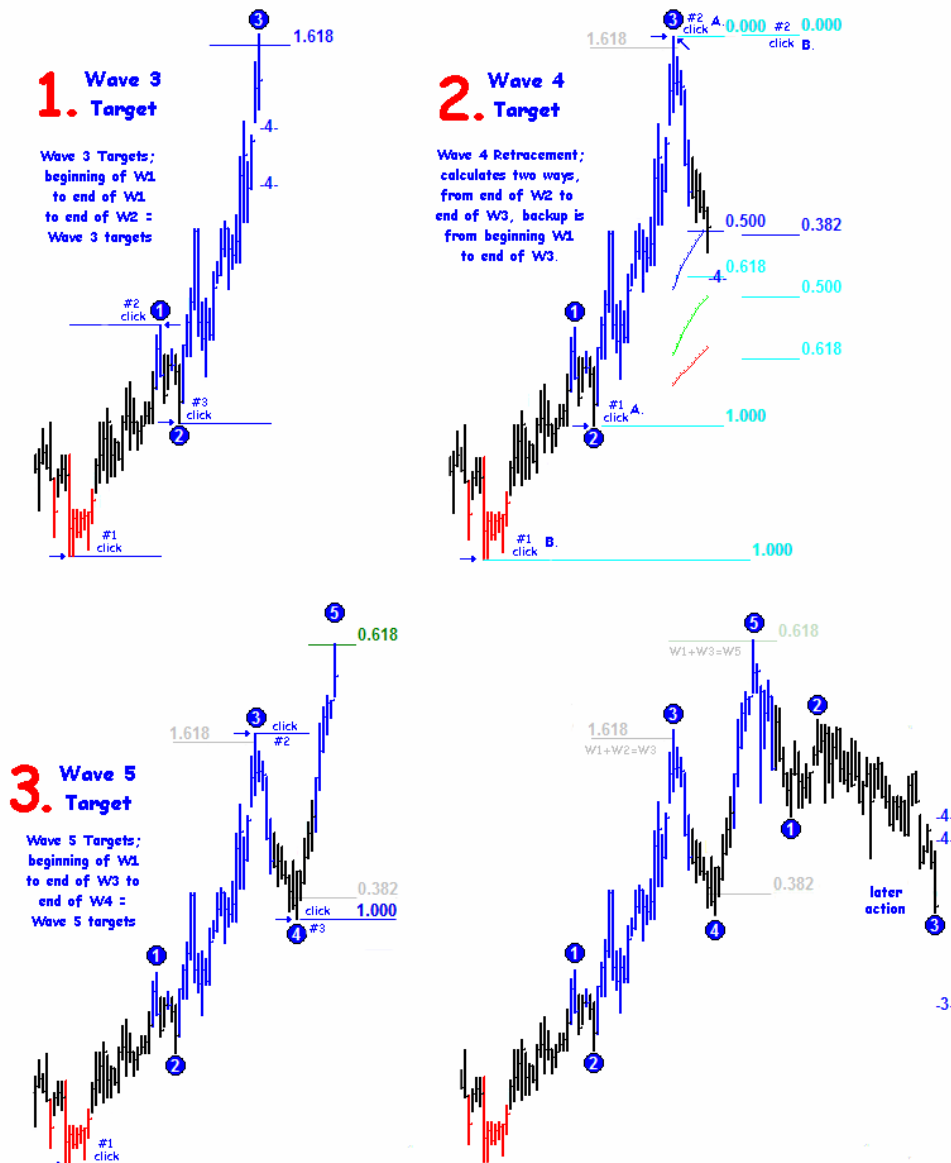 3
1.618
1.
Wave 3
Target
-4-
Wave 3 Targets;
beginning of W1
to end of W1
to end of W2 =
Wave 3 targets
-4-
#2
click
1
#3
click
2
#1
click
3
#2
click A.
0.000
#2
click B.
0.000
1.618
2.
Wave 4
Target
Wave 4 Retracement;
calculates two ways,
from end of W2 to
end of W3, backup is
from beginning W1
to end of W3.
0.500
0.382
-4-
0.618
0.500
0.618
1
#1
click A.
1.000
2
#1
click B.
1.000
5
0.618
3
click
#2
1.618
3.
Wave 5
Target
Wave 5 Targets;
beginning of W1
to end of W3 to
end of W4 =
Wave 5 targets
0.382
click
1.000
#3
4
1
2
#1
click
5
0.618
W1+W3=W5
3
2
1.618
W1+W2=W3
1
-4-
-4-
0.382
later
action
4
3
1
-3-
2